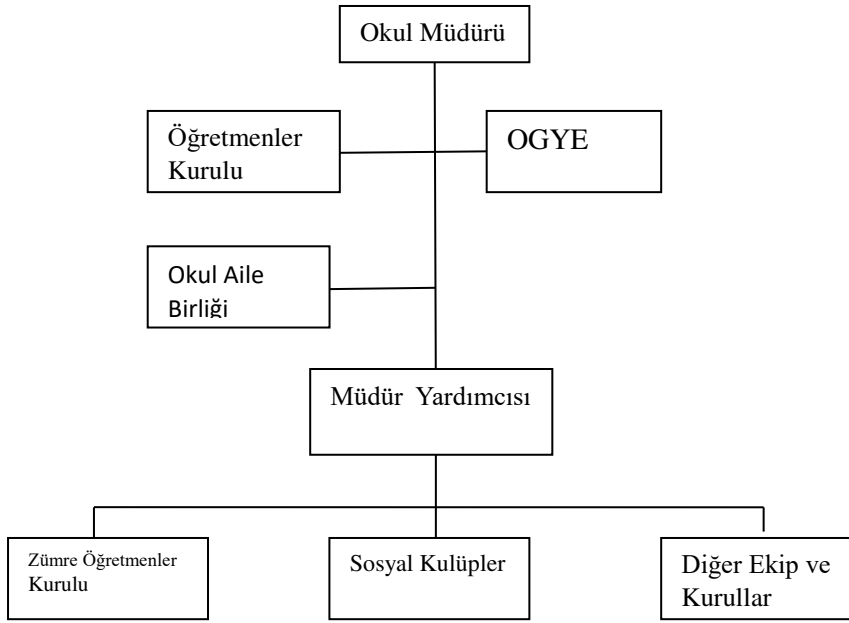 Okul Müdürü
Öğretmenler
Kurulu
OGYE
Okul Aile
Birliği
Müdür Yardımcısı
Zümre Öğretmenler
Kurulu
Sosyal Kulüpler
Diğer Ekip ve
Kurullar